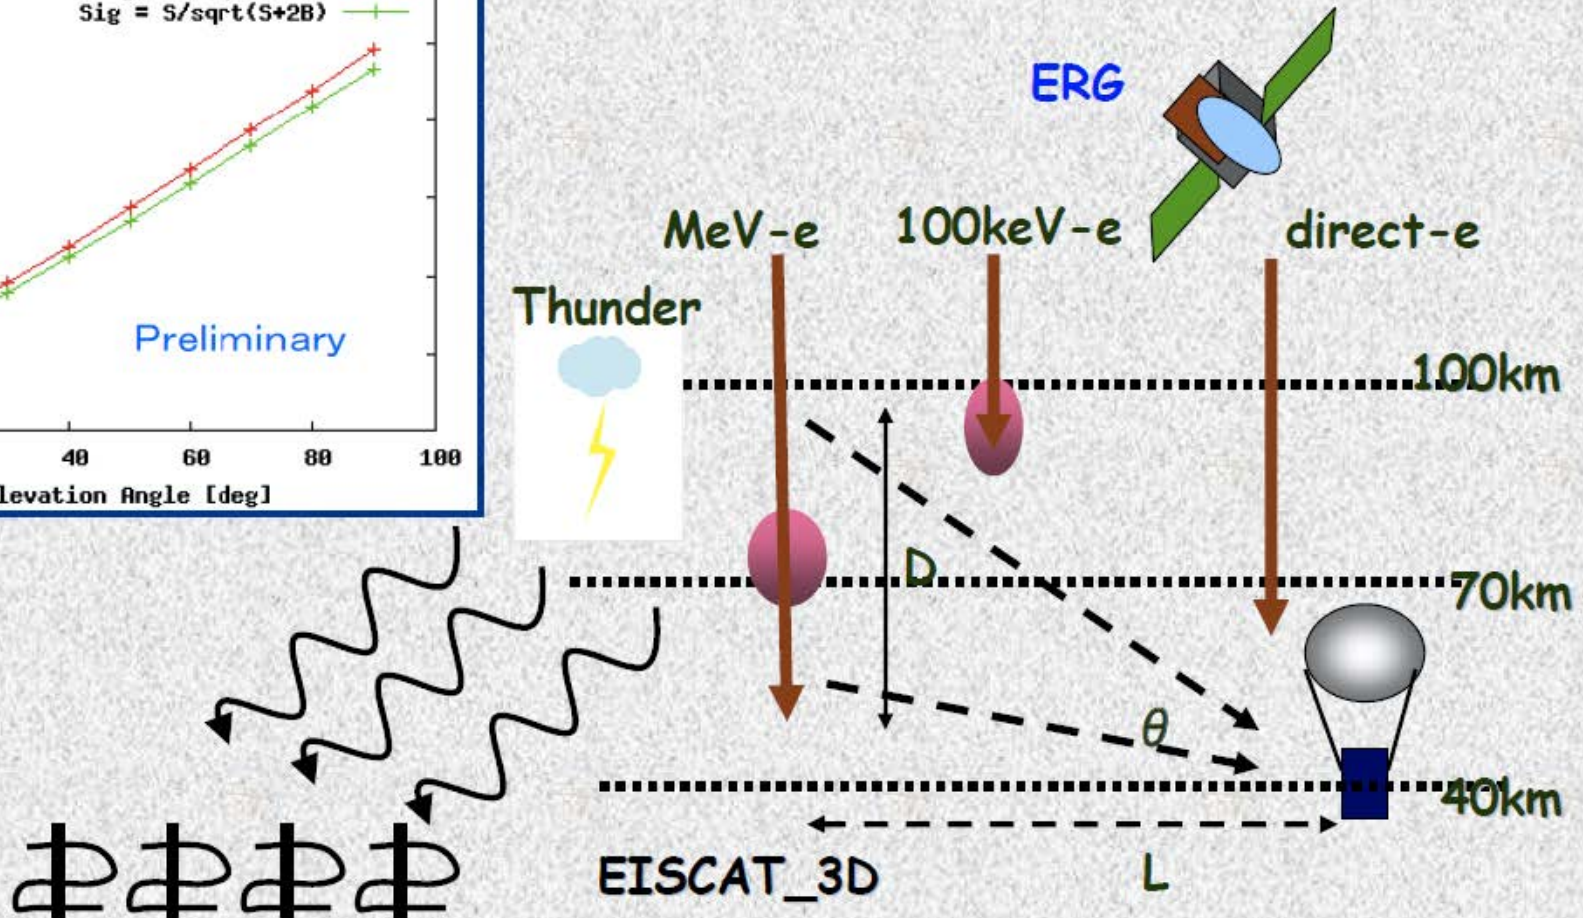 Sig = S/sqrt(S+2B)
Preliminary
40 60 80 100
levation Angle [deg]
ERG
MeV-e 100keV-e direct-e
Thunder
100km
D
70km
θ
40km
EISCAT_3D L